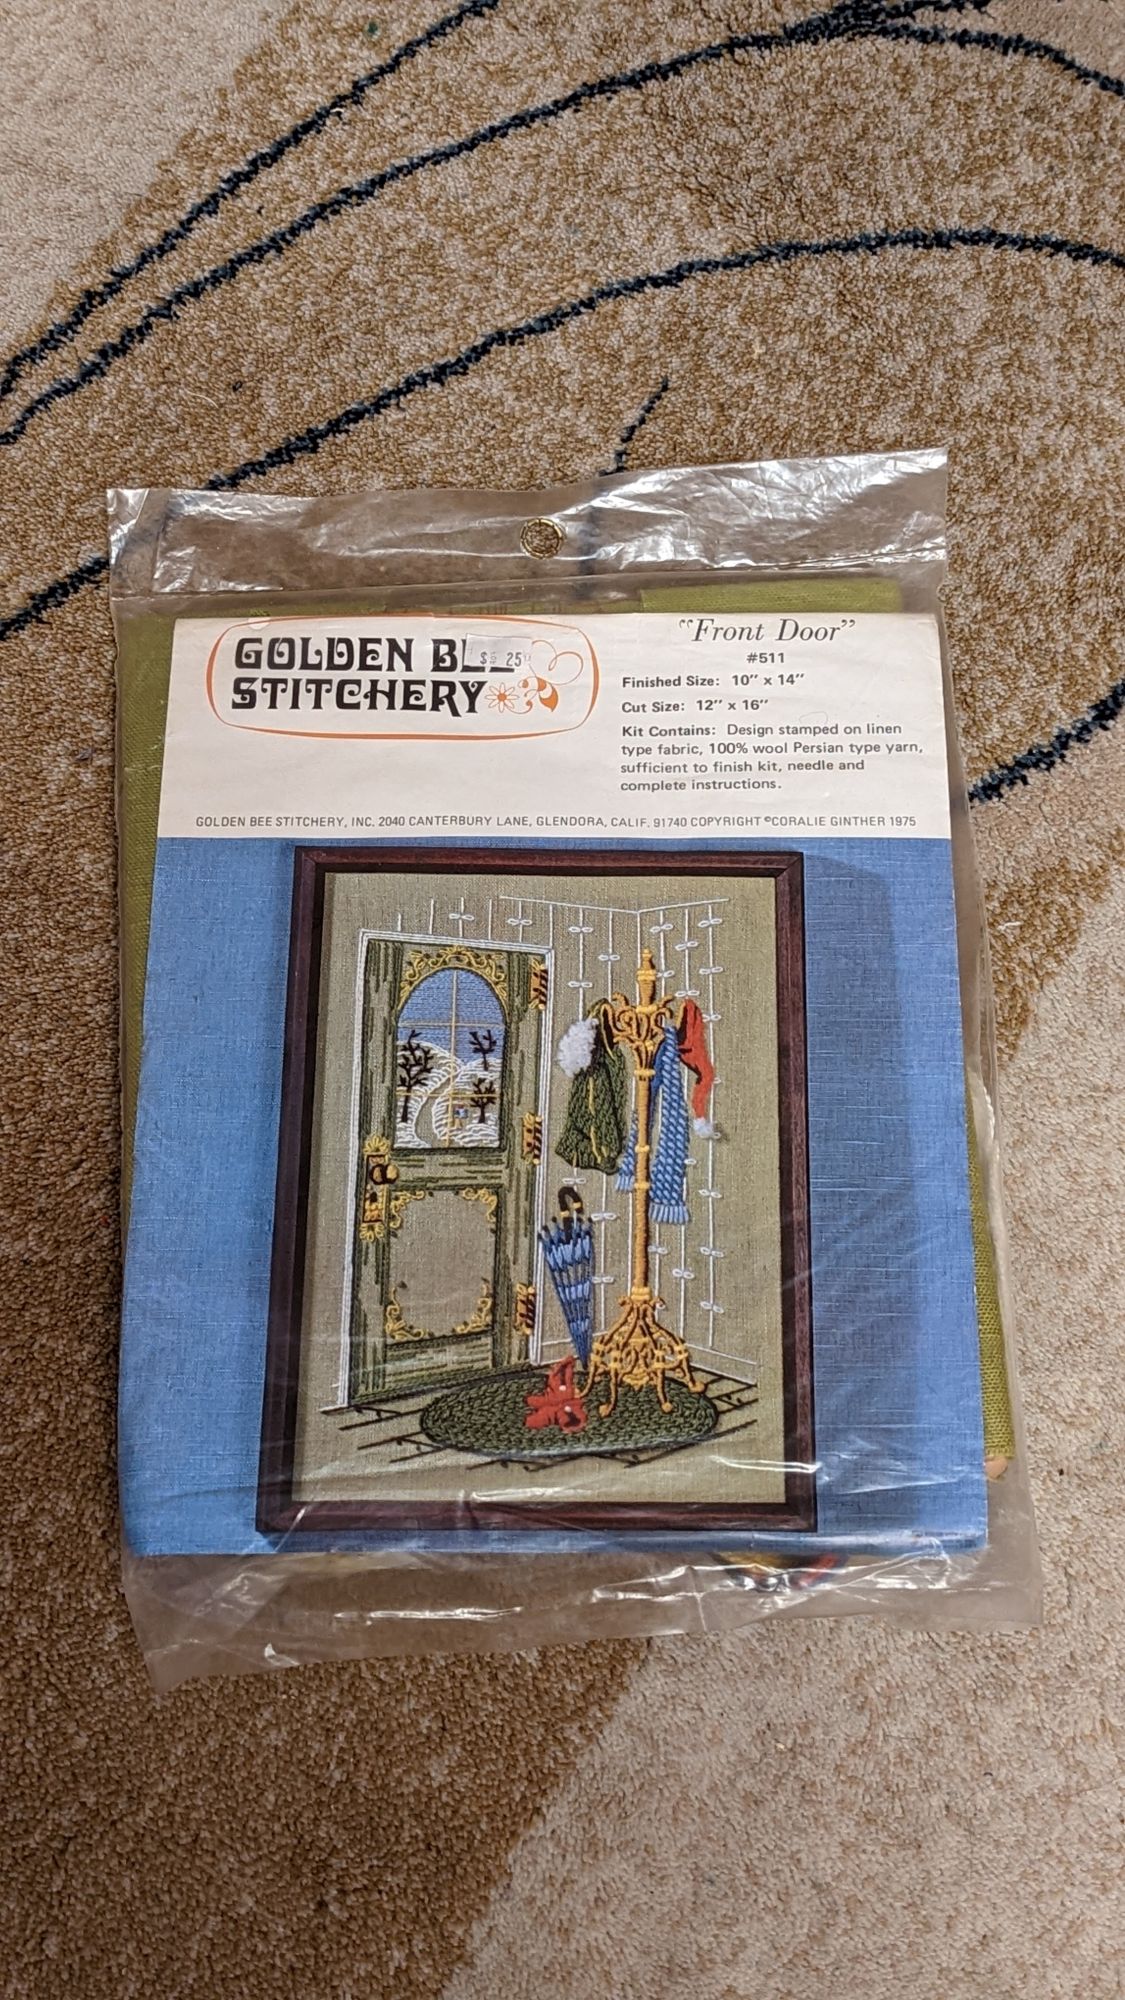 GOLDEN
STITCHERY
$ 25
"Front Door"
#511
Finished Size: 10" x 14"
Cut Size: 12" x 16"
Kit Contains: Design stamped on linen
type fabric, 100% wool Persian type yarn,
sufficient to finish kit, needle and
complete instructions.
GOLDEN BEE STITCHERY, INC. 2040 CANTERBURY LANE, GLENDORA, CALIF. 91740 COPYRIGHT ©CORALIE GINTHER 1975